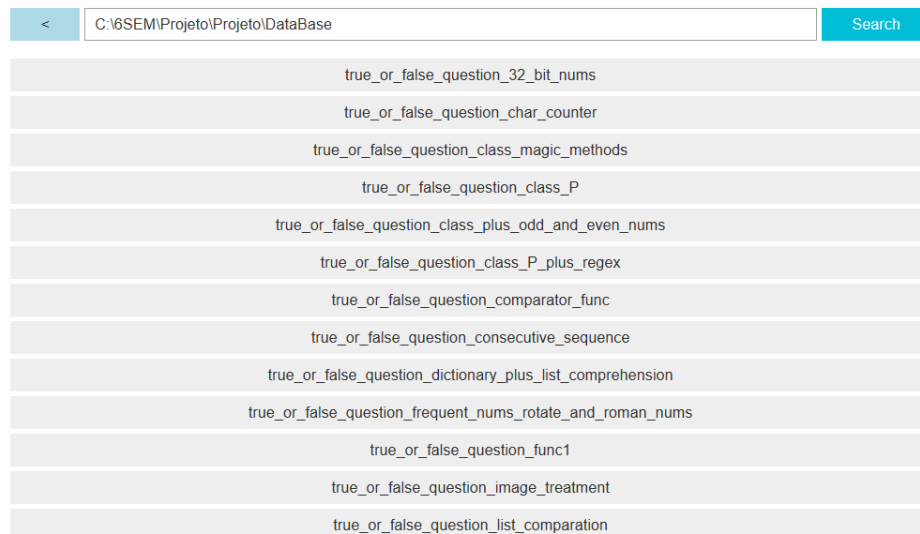 < C:\6SEM\Projeto\Projeto\DataBase Search
true_or_false_question_32_bit_nums
true_or_false_question_char_counter
true_or_false_question_class_magic_methods
true_or_false_question_class_P
true_or_false_question_class_plus_odd_and_even_nums
true_or_false_question_class_P_plus_regex
true_or_false_question_comparator_func
true_or_false_question_consecutive_sequence
true_or_false_question_dictionary_plus_list_comprehension
true_or_false_question_frequent_nums_rotate_and_roman_nums
true_or_false_question_func1
true_or_false_question_image_treatment
true_or_false_question_list_comparation